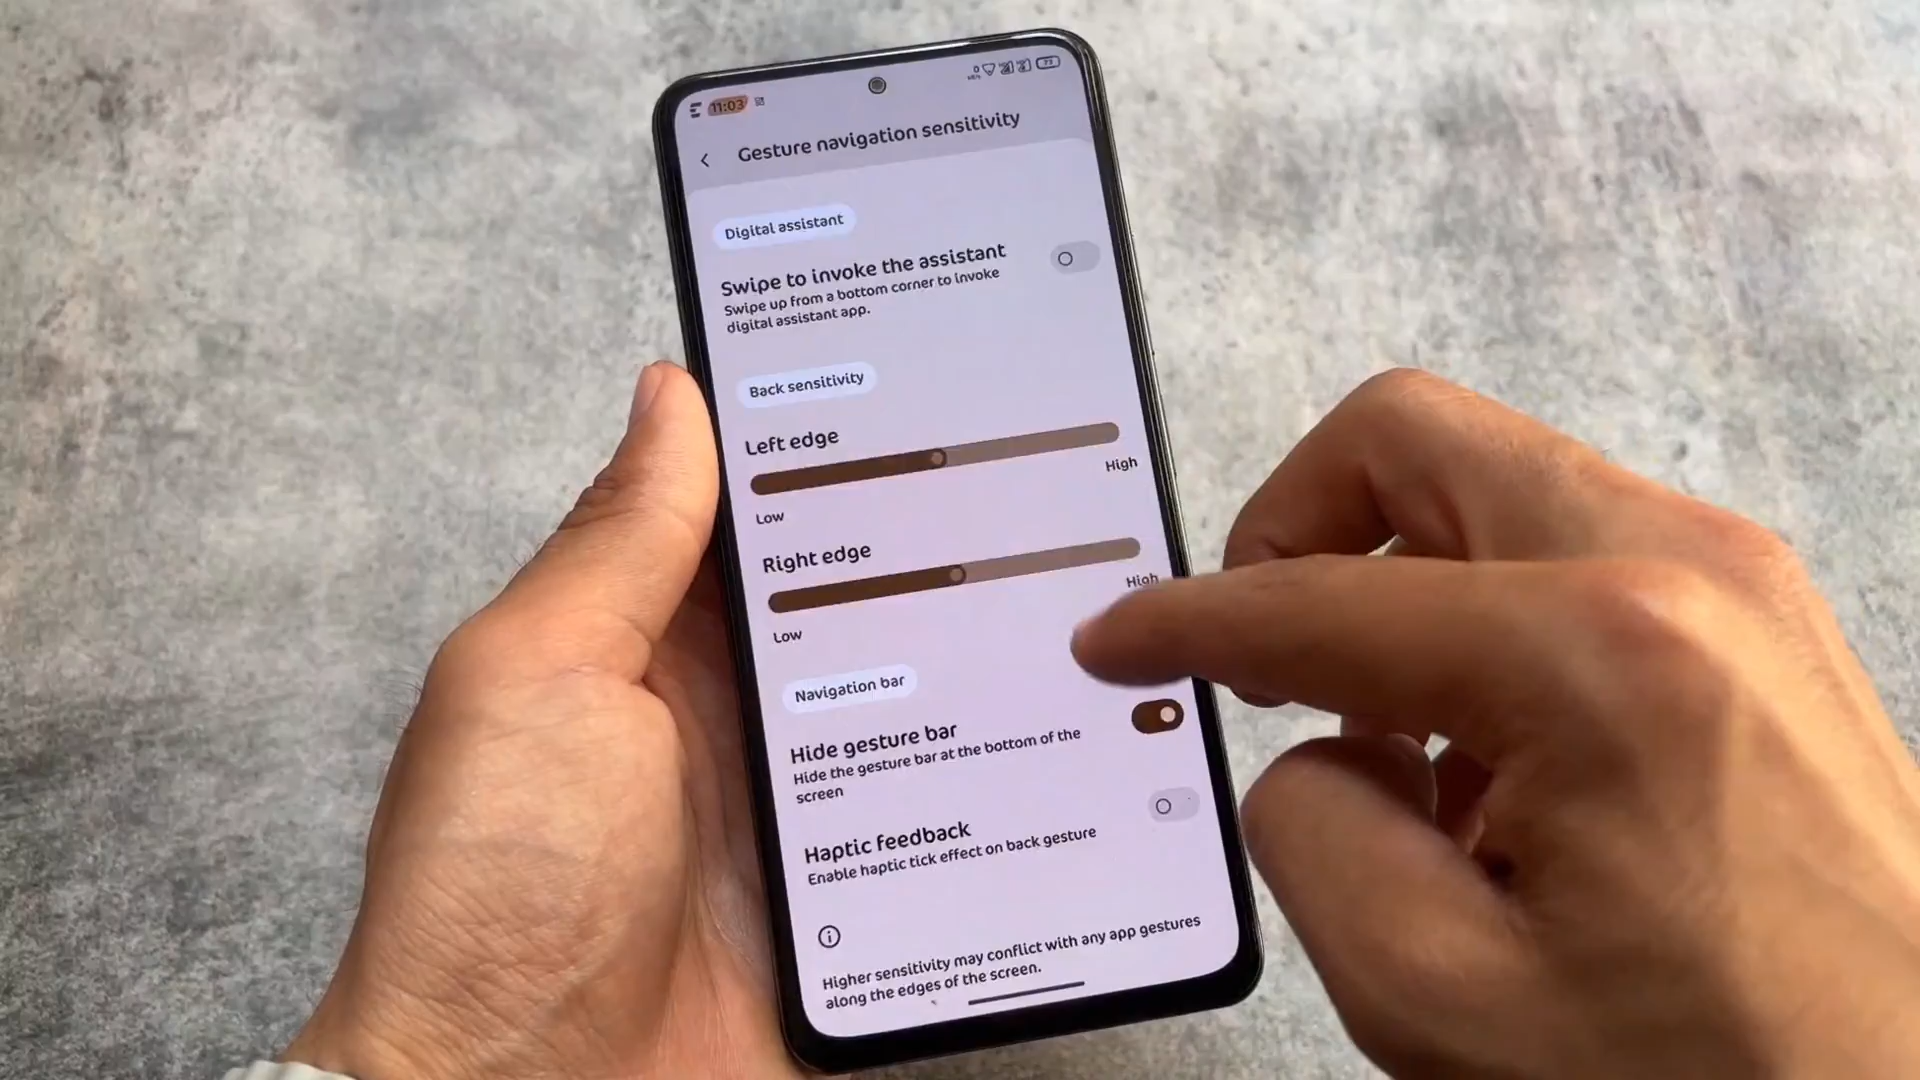 11:03
77
Gesture navigation sensitivity
Digital assistant
Swipe to invoke the assistant
Swipe up from a bottom corner to invoke
digital assistant app.
Back sensitivity
Left edge
Low High
Right edge
Low High
Navigation bar
Hide gesture bar
Hide the gesture bar at the bottom of the
screen
Haptic feedback
Enable haptic tick effect on back gesture
Higher sensitivity may conflict with any app gestures
along the edges of the screen.